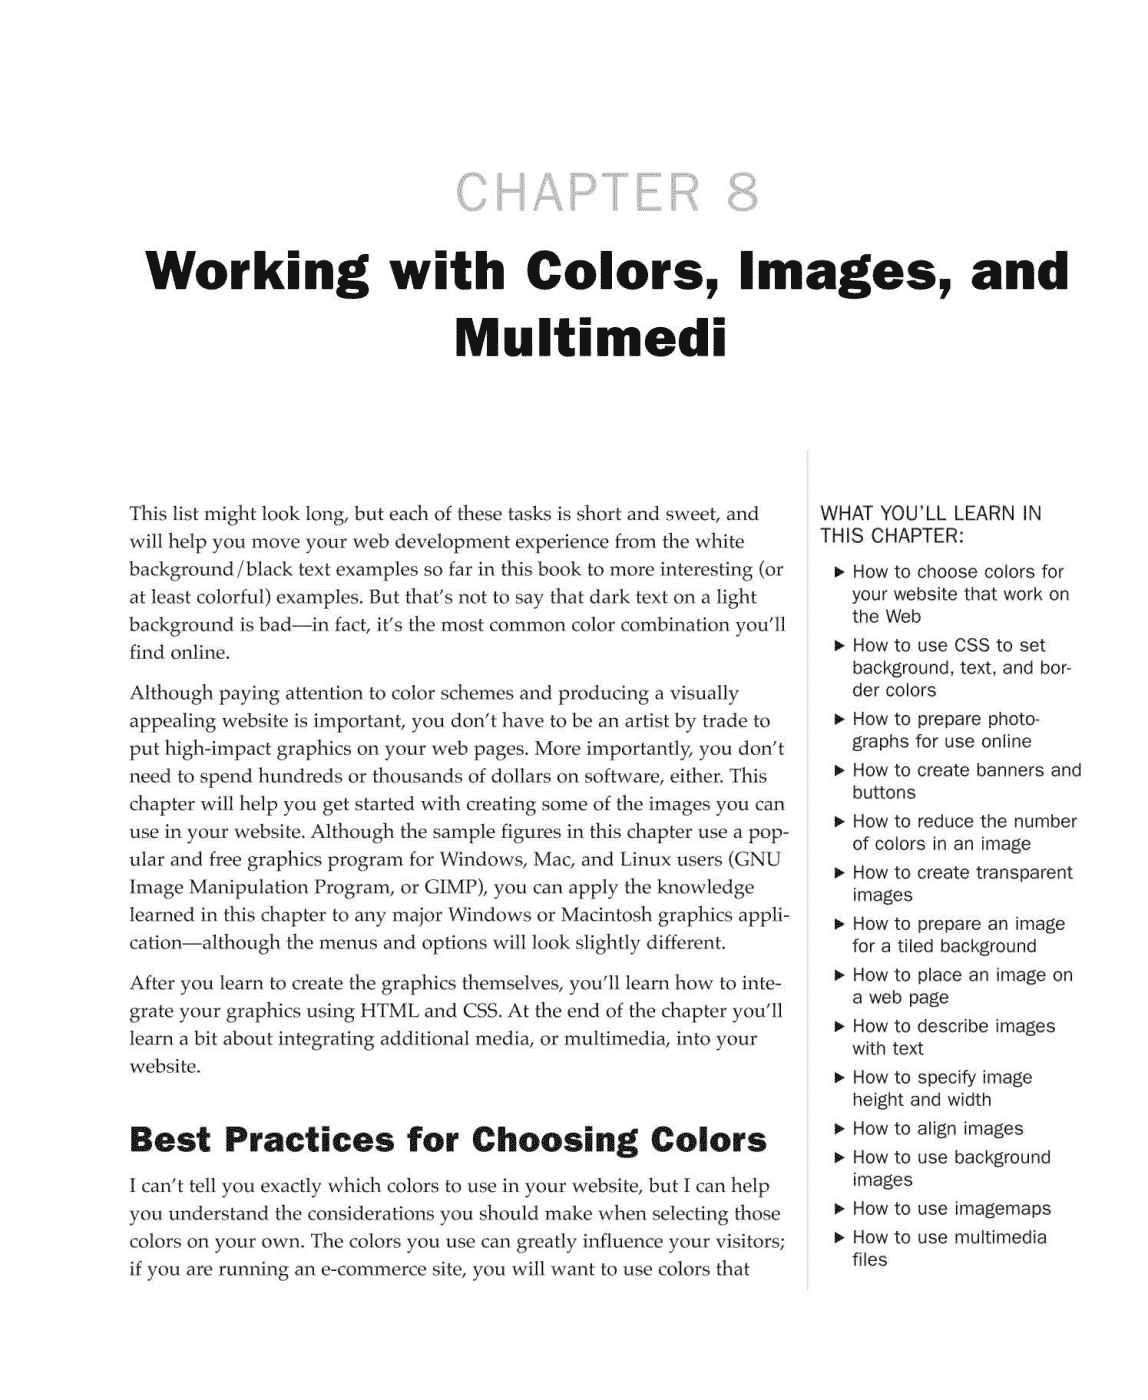 CHAPTER 8
Working with Colors, Images, and
Multimedi
This list might look long, but each of these tasks is short and sweet, and
will help you move your web development experience from the white
background/black text examples so far in this book to more interesting (or
at least colorful) examples. But that's not to say that dark text on a light
background is bad—in fact, it's the most common color combination you'll
find online.
Although paying attention to color schemes and producing a visually
appealing website is important, you don't have to be an artist by trade to
put high-impact graphics on your web pages. More importantly, you don't
need to spend hundreds or thousands of dollars on software, either. This
chapter will help you get started with creating some of the images you can
use in your website. Although the sample figures in this chapter use a pop-
ular and free graphics program for Windows, Mac, and Linux users (GNU
Image Manipulation Program, or GIMP), you can apply the knowledge
learned in this chapter to any major Windows or Macintosh graphics appli-
cation—although the menus and options will look slightly different.
After you learn to create the graphics themselves, you'll learn how to inte-
grate your graphics using HTML and CSS. At the end of the chapter you'll
learn a bit about integrating additional media, or multimedia, into your
website.
Best Practices for Choosing Colors
I can't tell you exactly which colors to use in your website, but I can help
you understand the considerations you should make when selecting those
colors on your own. The colors you use can greatly influence your visitors;
if you are running an e-commerce site, you will want to use colors that
WHAT YOU'LL LEARN IN
THIS CHAPTER:
► How to choose colors for
your website that work on
the Web
► How to use CSS to set
background, text, and bor-
der colors
► How to prepare photo-
graphs for use online
► How to create banners and
buttons
► How to reduce the number
of colors in an image
► How to create transparent
images
► How to prepare an image
for a tiled background
► How to place an image on
a web page
► How to describe images
with text
► How to specify image
height and width
► How to align images
► How to use background
images
► How to use imagemaps
► How to use multimedia
files